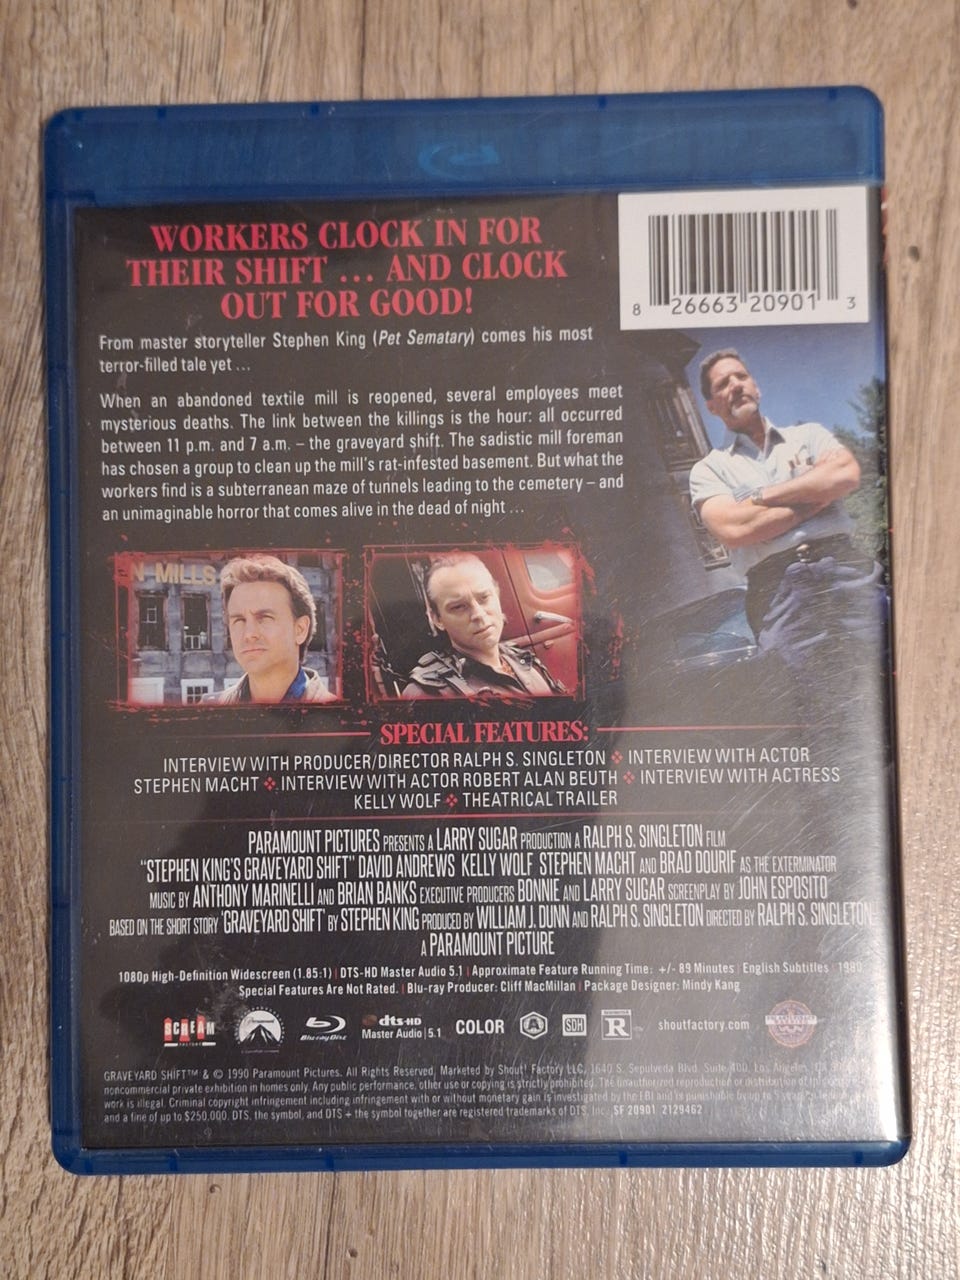 WORKERS CLOCK IN FOR
THEIR SHIFT ... AND CLOCK
OUT FOR GOOD!
8 26663 20901 3
From master storyteller Stephen King (Pet Sematary) comes his most
terror-filled tale yet ...
When an abandoned textile mill is reopened, several employees meet
mysterious deaths. The link between the killings is the hour: all occurred
between 11 p.m. and 7 a.m. – the graveyard shift. The sadistic mill foreman
has chosen a group to clean up the mill's rat-infested basement. But what the
workers find is a subterranean maze of tunnels leading to the cemetery – and
an unimaginable horror that comes alive in the dead of night ...
N MILLS
SPECIAL FEATURES:
INTERVIEW WITH PRODUCER/DIRECTOR RALPH S. SINGLETON ❖ INTERVIEW WITH ACTOR
STEPHEN MACHT ❖ INTERVIEW WITH ACTOR ROBERT ALAN BEUTH ❖ INTERVIEW WITH ACTRESS
KELLY WOLF ❖ THEATRICAL TRAILER
PARAMOUNT PICTURES PRESENTS A LARRY SUGAR PRODUCTION A RALPH S. SINGLETON FILM
"STEPHEN KING'S GRAVEYARD SHIFT" DAVID ANDREWS KELLY WOLF STEPHEN MACHT AND BRAD DOURIF AS THE EXTERMINATOR
MUSIC BY ANTHONY MARINELLI AND BRIAN BANKS EXECUTIVE PRODUCERS BONNIE AND LARRY SUGAR SCREENPLAY BY JOHN ESPOSITO
BASED ON THE SHORT STORY 'GRAVEYARD SHIFT' BY STEPHEN KING PRODUCED BY WILLIAM J. DUNN AND RALPH S. SINGLETON DIRECTED BY RALPH S. SINGLETON
A PARAMOUNT PICTURE
1080p High-Definition Widescreen (1.85:1) | DTS-HD Master Audio 5.1 | Approximate Feature Running Time: +/- 89 Minutes | English Subtitles |
Special Features Are Not Rated. | Blu-ray Producer: Cliff MacMillan | Package Designer: Mindy Kang
SCREAM FACTORY
Paramount
Blu-ray Disc
dts-HD
Master Audio | 5.1
COLOR
A
SDH
R
shoutfactory.com
GRAVEYARD SHIFT™ & © 1990 Paramount Pictures. All Rights Reserved. Marketed by Shout! Factory LLC, 1640 S. Sepulveda Blvd. Suite 400, Los Angeles,
noncommercial private exhibition in homes only. Any public performance, other use or copying is strictly prohibited. The unauthorized reproduction or distribution of
work is illegal. Criminal copyright infringement including infringement with or without monetary gain is investigated by the FBI and is punishable by up to 5 years
and a fine of up to $250,000. DTS, the symbol, and DTS + the symbol together are registered trademarks of DTS, Inc. SF 20901 2129462